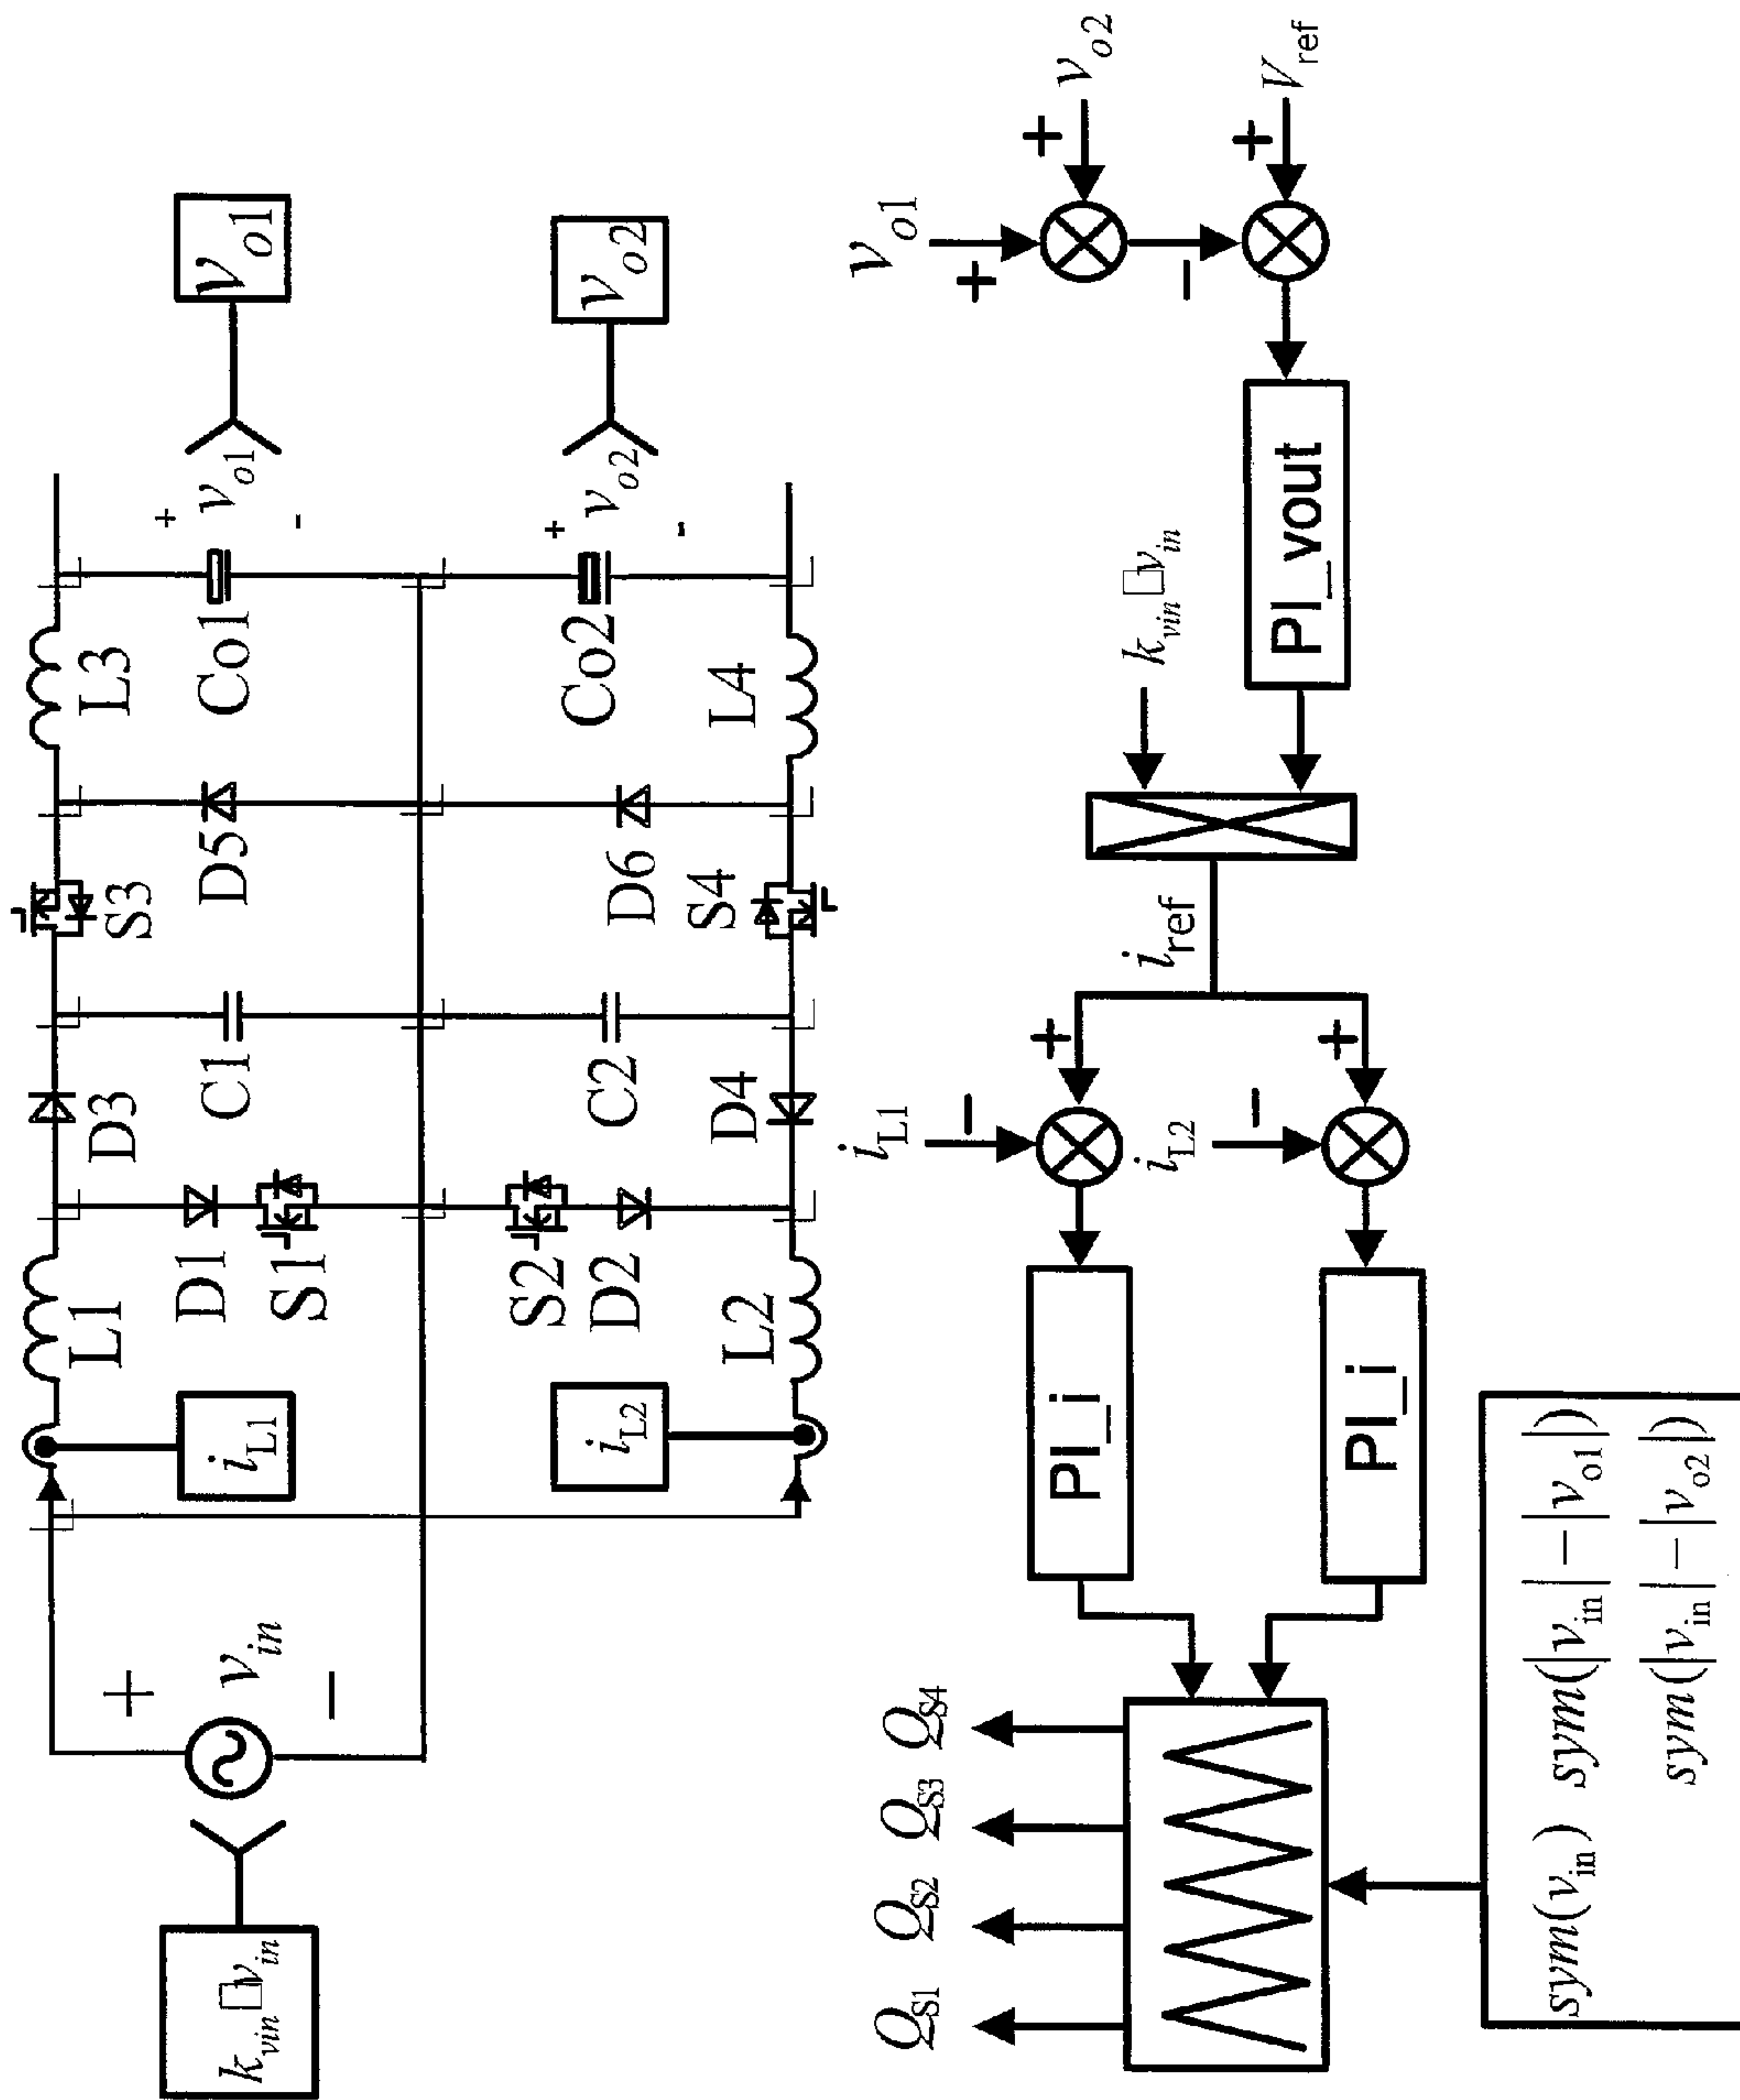 k_vin□v_in
+
v_in
−
i_L1
i_L2
L1
D1
S1
S2
D2
L2
D3
C1
C2
D4
S3
D5
D6
S4
L3
Co1
Co2
L4
+
v_o1
-
+
v_o2
-
v_o1
v_o2
Q_S1 Q_S2 Q_S3 Q_S4
sym(v_in) sym(|v_in|−|v_o1|)
sym(|v_in|−|v_o2|)
PI_i
PI_i
i_L1
−
+
i_L2
−
+
i_ref
k_vin□v_in
PI_vout
v_o1
+
+
v_o2
−
+
V_ref